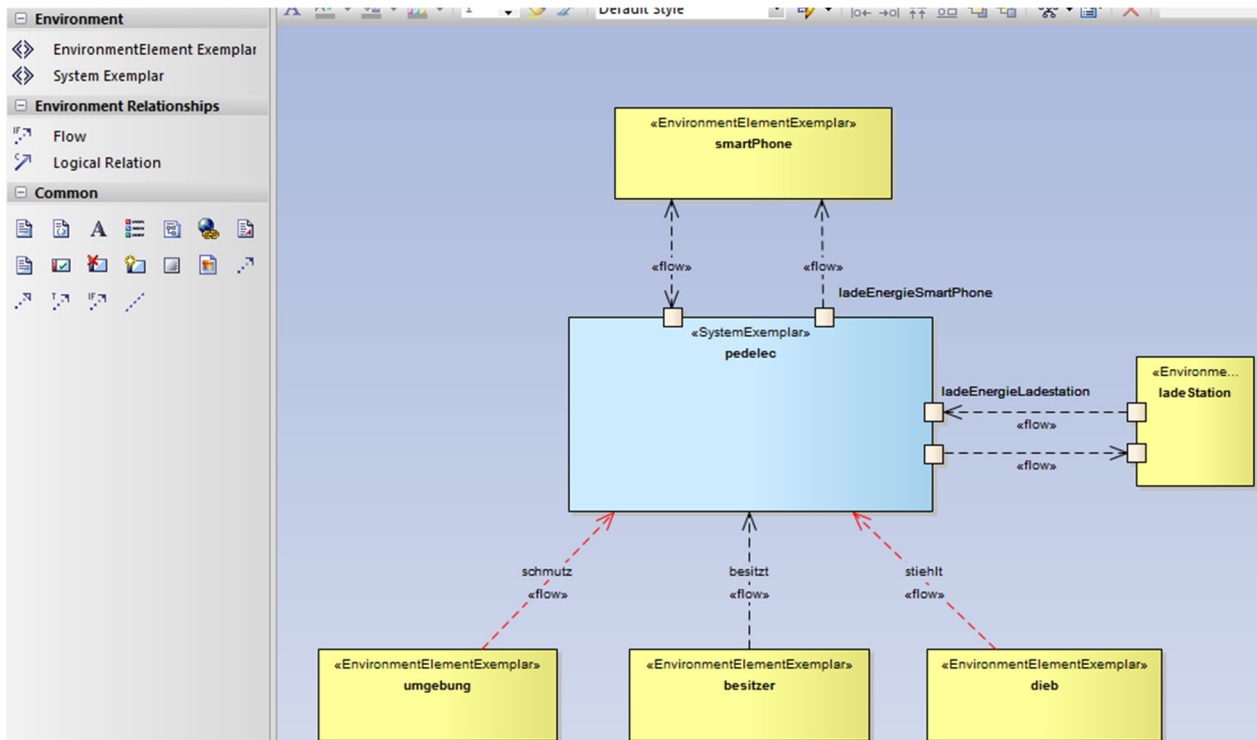 Environment
EnvironmentElement Exemplar
System Exemplar
Environment Relationships
Flow
Logical Relation
Common
Default Style
«EnvironmentElementExemplar»
smartPhone
«flow»
«flow»
ladeEnergieSmartPhone
«SystemExemplar»
pedelec
«Environme...
ladeStation
ladeEnergieLadestation
«flow»
«flow»
schmutz
«flow»
besitzt
«flow»
stiehlt
«flow»
«EnvironmentElementExemplar»
umgebung
«EnvironmentElementExemplar»
besitzer
«EnvironmentElementExemplar»
dieb